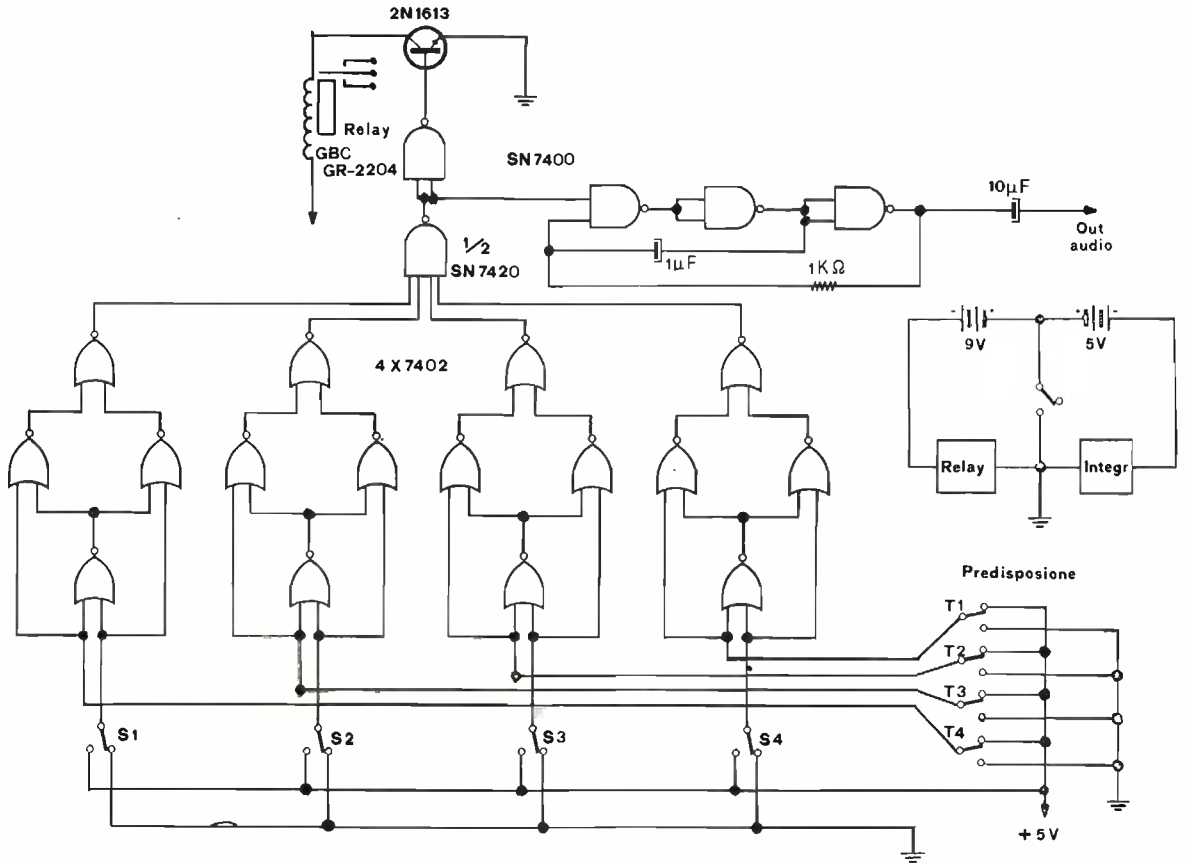 2N1613
Relay
GBC
GR-2204
SN7400
1/2
SN7420
1µF
1KΩ
10µF
Out
audio
4 X 7402
- + + -
9V
5V
Relay
Integr
Predisposione
T1
T2
T3
T4
S1
S2
S3
S4
+5V